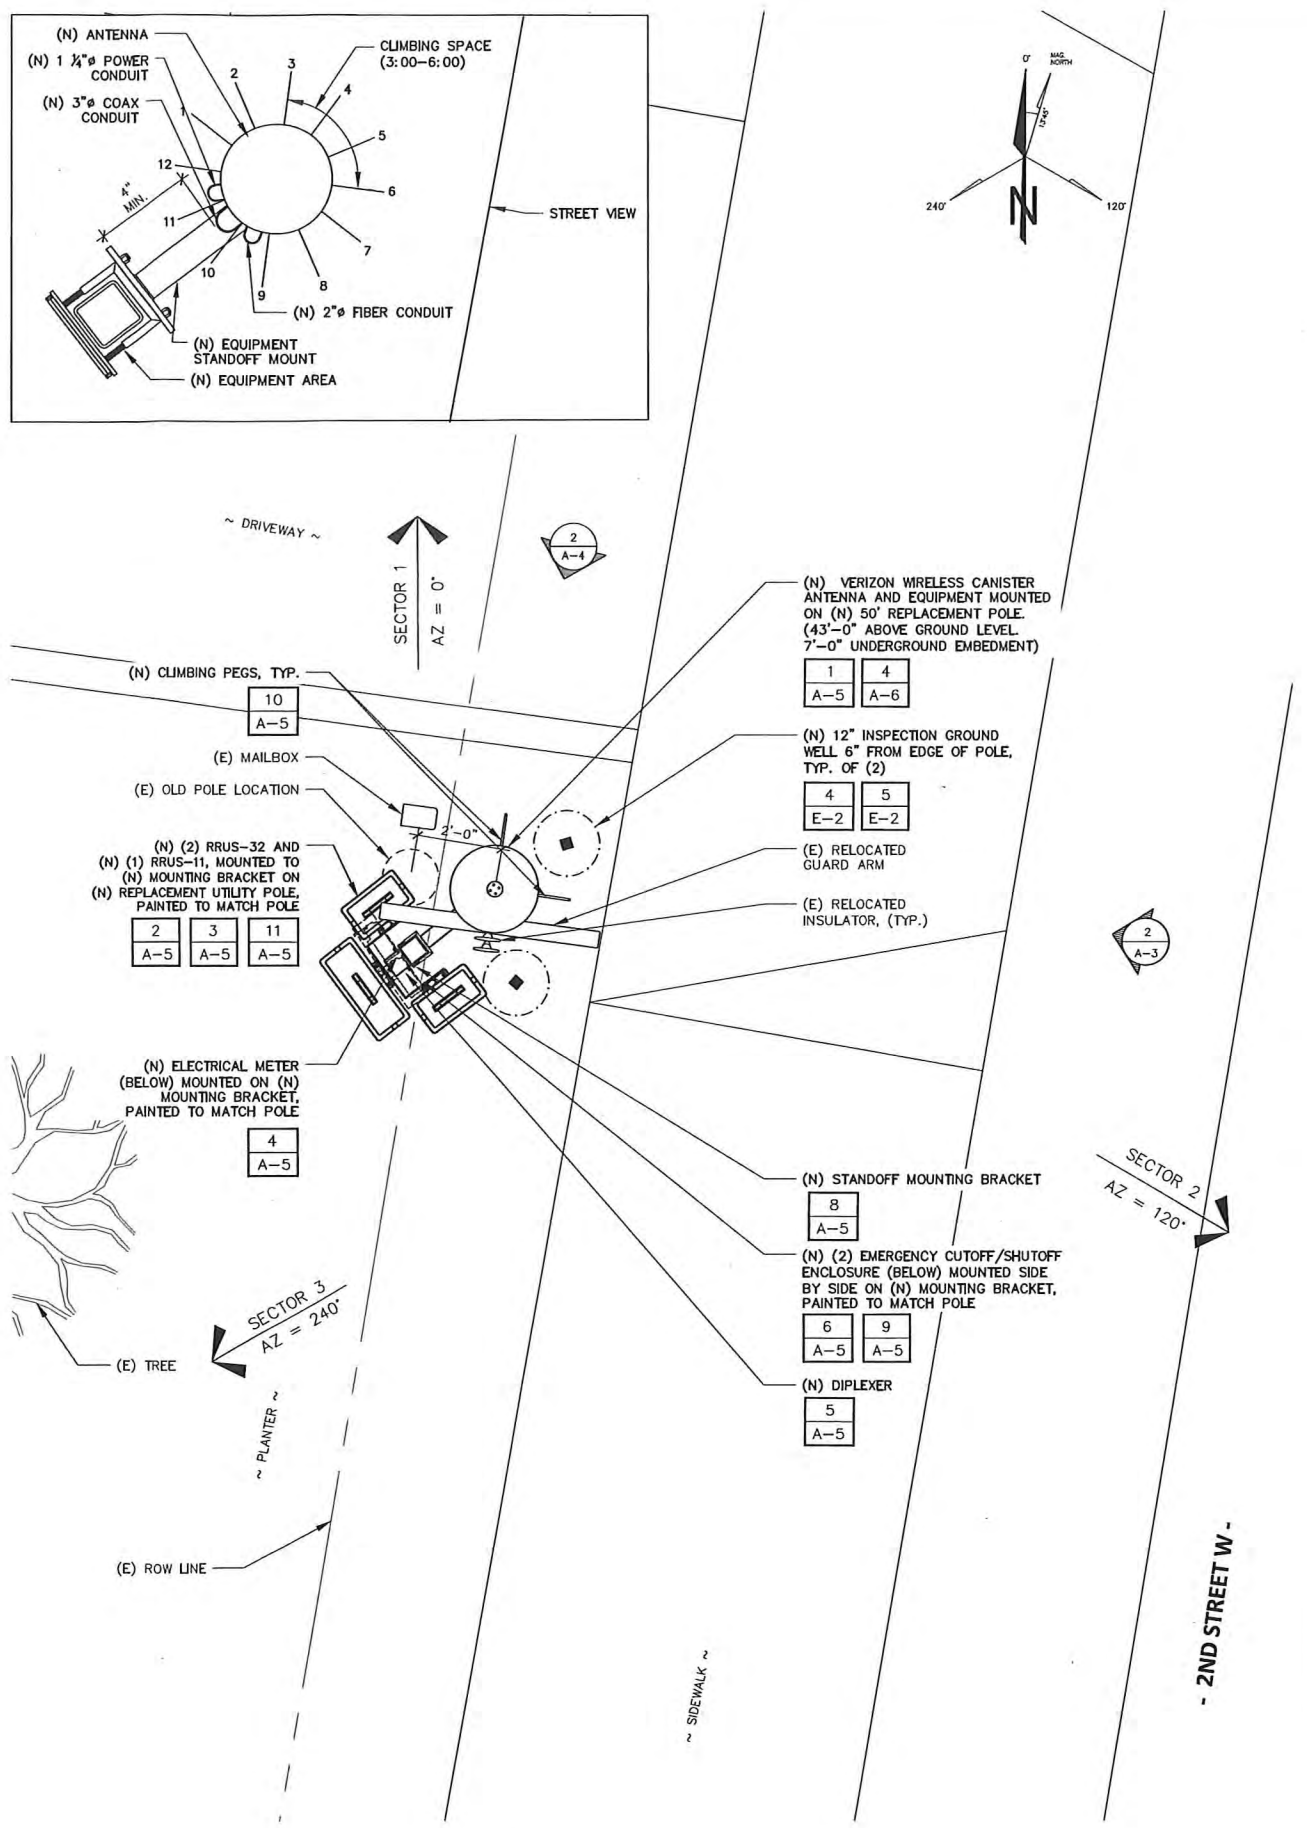 (N) ANTENNA
(N) 1 ¼"ø POWER
CONDUIT
(N) 3"ø COAX
CONDUIT
CLIMBING SPACE
(3:00-6:00)
1
2
3
4
5
6
7
8
9
10
11
12
4"
MIN.
STREET VIEW
(N) 2"ø FIBER CONDUIT
(N) EQUIPMENT
STANDOFF MOUNT
(N) EQUIPMENT AREA
0°
MAG.
NORTH
13°45'
240°
120°
N
~ DRIVEWAY ~
SECTOR 1
AZ = 0°
2
A-4
(N) CLIMBING PEGS, TYP.
10
A-5
(E) MAILBOX
(E) OLD POLE LOCATION
2'-0"
(N) (2) RRUS-32 AND
(N) (1) RRUS-11, MOUNTED TO
(N) MOUNTING BRACKET ON
(N) REPLACEMENT UTILITY POLE,
PAINTED TO MATCH POLE
2 3 11
A-5 A-5 A-5
(N) ELECTRICAL METER
(BELOW) MOUNTED ON (N)
MOUNTING BRACKET,
PAINTED TO MATCH POLE
4
A-5
(N) VERIZON WIRELESS CANISTER
ANTENNA AND EQUIPMENT MOUNTED
ON (N) 50' REPLACEMENT POLE.
(43'-0" ABOVE GROUND LEVEL.
7'-0" UNDERGROUND EMBEDMENT)
1 4
A-5 A-6
(N) 12" INSPECTION GROUND
WELL 6" FROM EDGE OF POLE,
TYP. OF (2)
4 5
E-2 E-2
(E) RELOCATED
GUARD ARM
(E) RELOCATED
INSULATOR, (TYP.)
2
A-3
(N) STANDOFF MOUNTING BRACKET
8
A-5
(N) (2) EMERGENCY CUTOFF/SHUTOFF
ENCLOSURE (BELOW) MOUNTED SIDE
BY SIDE ON (N) MOUNTING BRACKET,
PAINTED TO MATCH POLE
6 9
A-5 A-5
(N) DIPLEXER
5
A-5
SECTOR 2
AZ = 120°
SECTOR 3
AZ = 240°
(E) TREE
~ PLANTER ~
(E) ROW LINE
~ SIDEWALK ~
- 2ND STREET W -